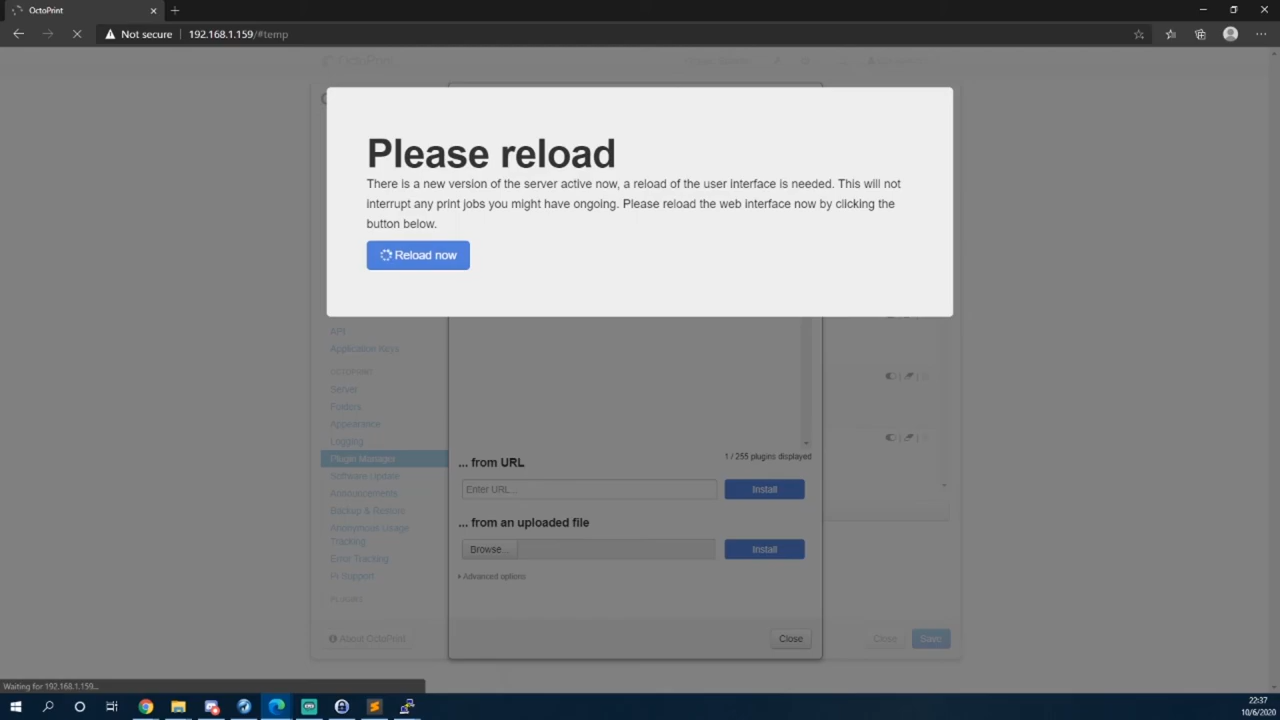 OctoPrint
Not secure
192.168.1.159/#temp
OctoPrint
Please reload
There is a new version of the server active now, a reload of the user interface is needed. This will not
interrupt any print jobs you might have ongoing. Please reload the web interface now by clicking the
button below.
Reload now
API
Application Keys
OCTOPRINT
Server
Folders
Appearance
Logging
Plugin Manager
Software Update
Announcements
Backup & Restore
Anonymous Usage
Tracking
Error Tracking
Pi Support
PLUGINS
1 / 255 plugins displayed
... from URL
Enter URL...
Install
... from an uploaded file
Browse...
Install
Advanced options
About OctoPrint
Close
Close
Save
Waiting for 192.168.1.159...
22:37
10/6/2020